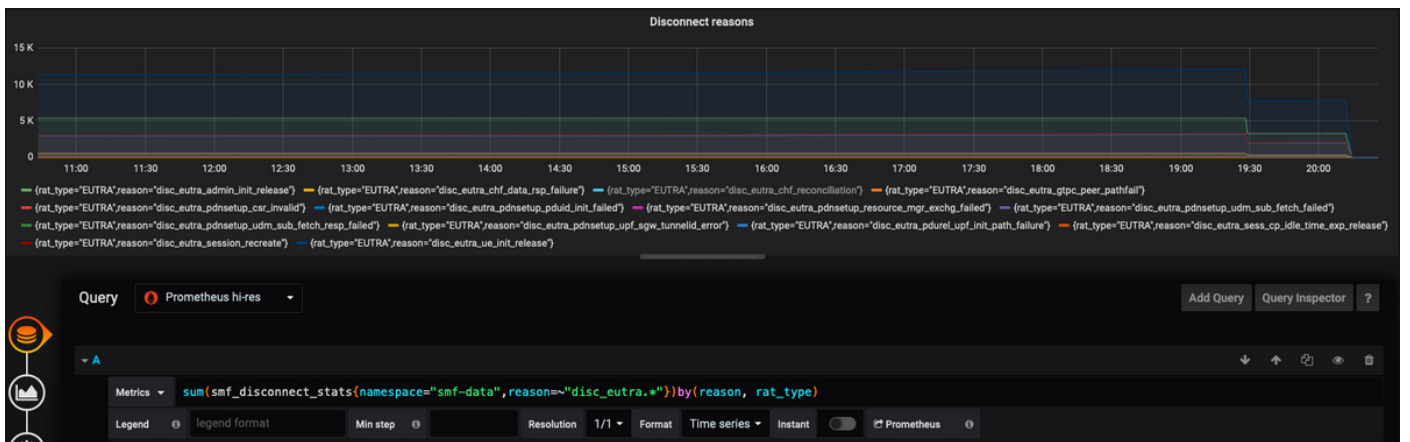 Disconnect reasons
15 K
10 K
5 K
0
11:00 11:30 12:00 12:30 13:00 13:30 14:00 14:30 15:00 15:30 16:00 16:30 17:00 17:30 18:00 18:30 19:00 19:30 20:00
{rat_type="EUTRA",reason="disc_eutra_admin_init_release"} {rat_type="EUTRA",reason="disc_eutra_chf_data_rsp_failure"} {rat_type="EUTRA",reason="disc_eutra_chf_reconciliation"} {rat_type="EUTRA",reason="disc_eutra_gtpc_peer_pathfail"}
{rat_type="EUTRA",reason="disc_eutra_pdnsetup_csr_invalid"} {rat_type="EUTRA",reason="disc_eutra_pdnsetup_pduid_init_failed"} {rat_type="EUTRA",reason="disc_eutra_pdnsetup_resource_mgr_exchg_failed"} {rat_type="EUTRA",reason="disc_eutra_pdnsetup_udm_sub_fetch_failed"}
{rat_type="EUTRA",reason="disc_eutra_pdnsetup_udm_sub_fetch_resp_failed"} {rat_type="EUTRA",reason="disc_eutra_pdnsetup_upf_sgw_tunnelid_error"} {rat_type="EUTRA",reason="disc_eutra_pdurel_upf_init_path_failure"} {rat_type="EUTRA",reason="disc_eutra_sess_cp_idle_time_exp_release"}
{rat_type="EUTRA",reason="disc_eutra_session_recreate"} {rat_type="EUTRA",reason="disc_eutra_ue_init_release"}
Query Prometheus hi-res Add Query Query Inspector ?
A
Metrics sum(smf_disconnect_stats{namespace="smf-data",reason=~"disc_eutra.*"})by(reason, rat_type)
Legend legend format Min step Resolution 1/1 Format Time series Instant Prometheus